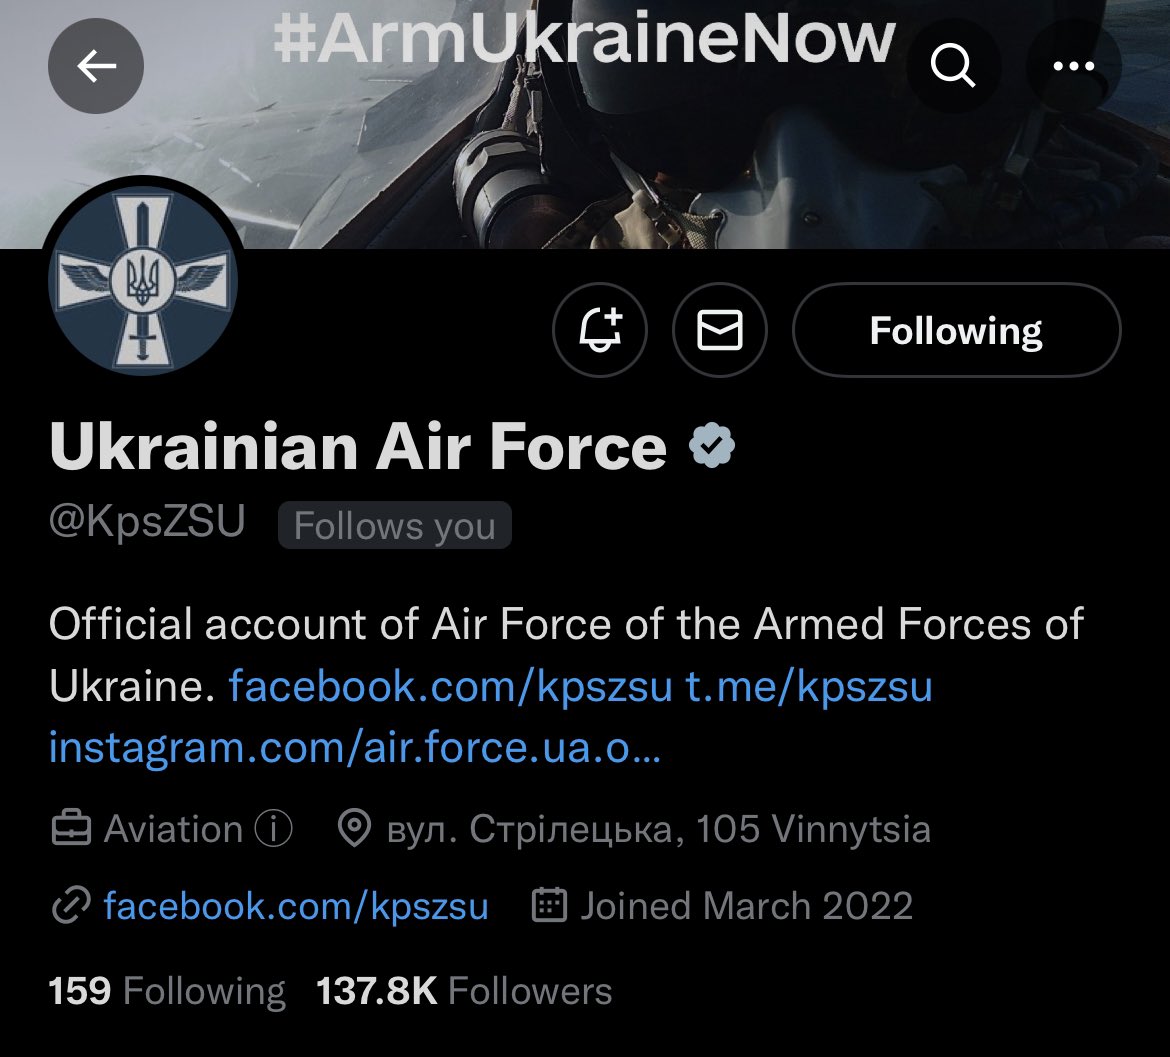 #ArmUkraineNow
Following
Ukrainian Air Force
@KpsZSU Follows you
Official account of Air Force of the Armed Forces of
Ukraine. facebook.com/kpszsu t.me/kpszsu
instagram.com/air.force.ua.o…
Aviation вул. Стрілецька, 105 Vinnytsia
facebook.com/kpszsu Joined March 2022
159 Following 137.8K Followers